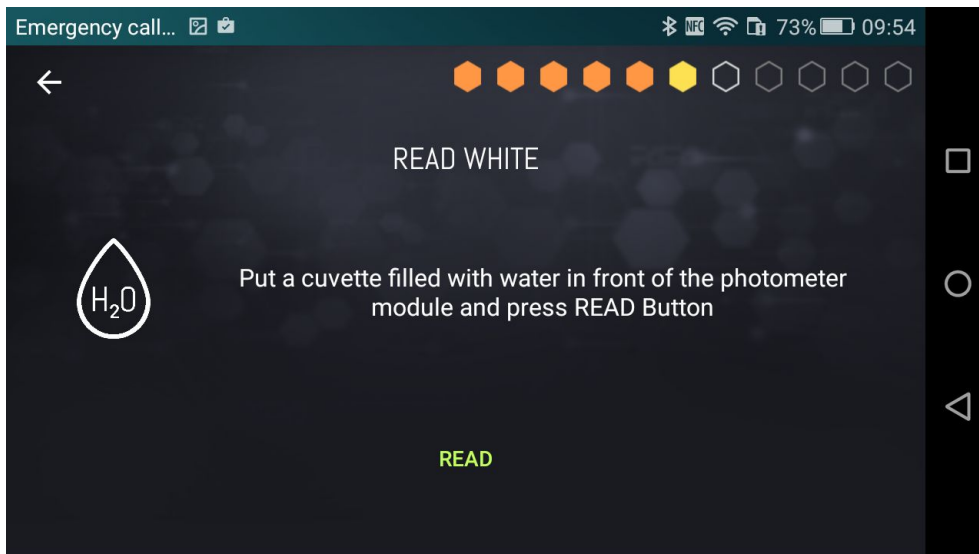 Emergency call... NFC 73% 09:54
READ WHITE
H₂O
Put a cuvette filled with water in front of the photometer
module and press READ Button
READ